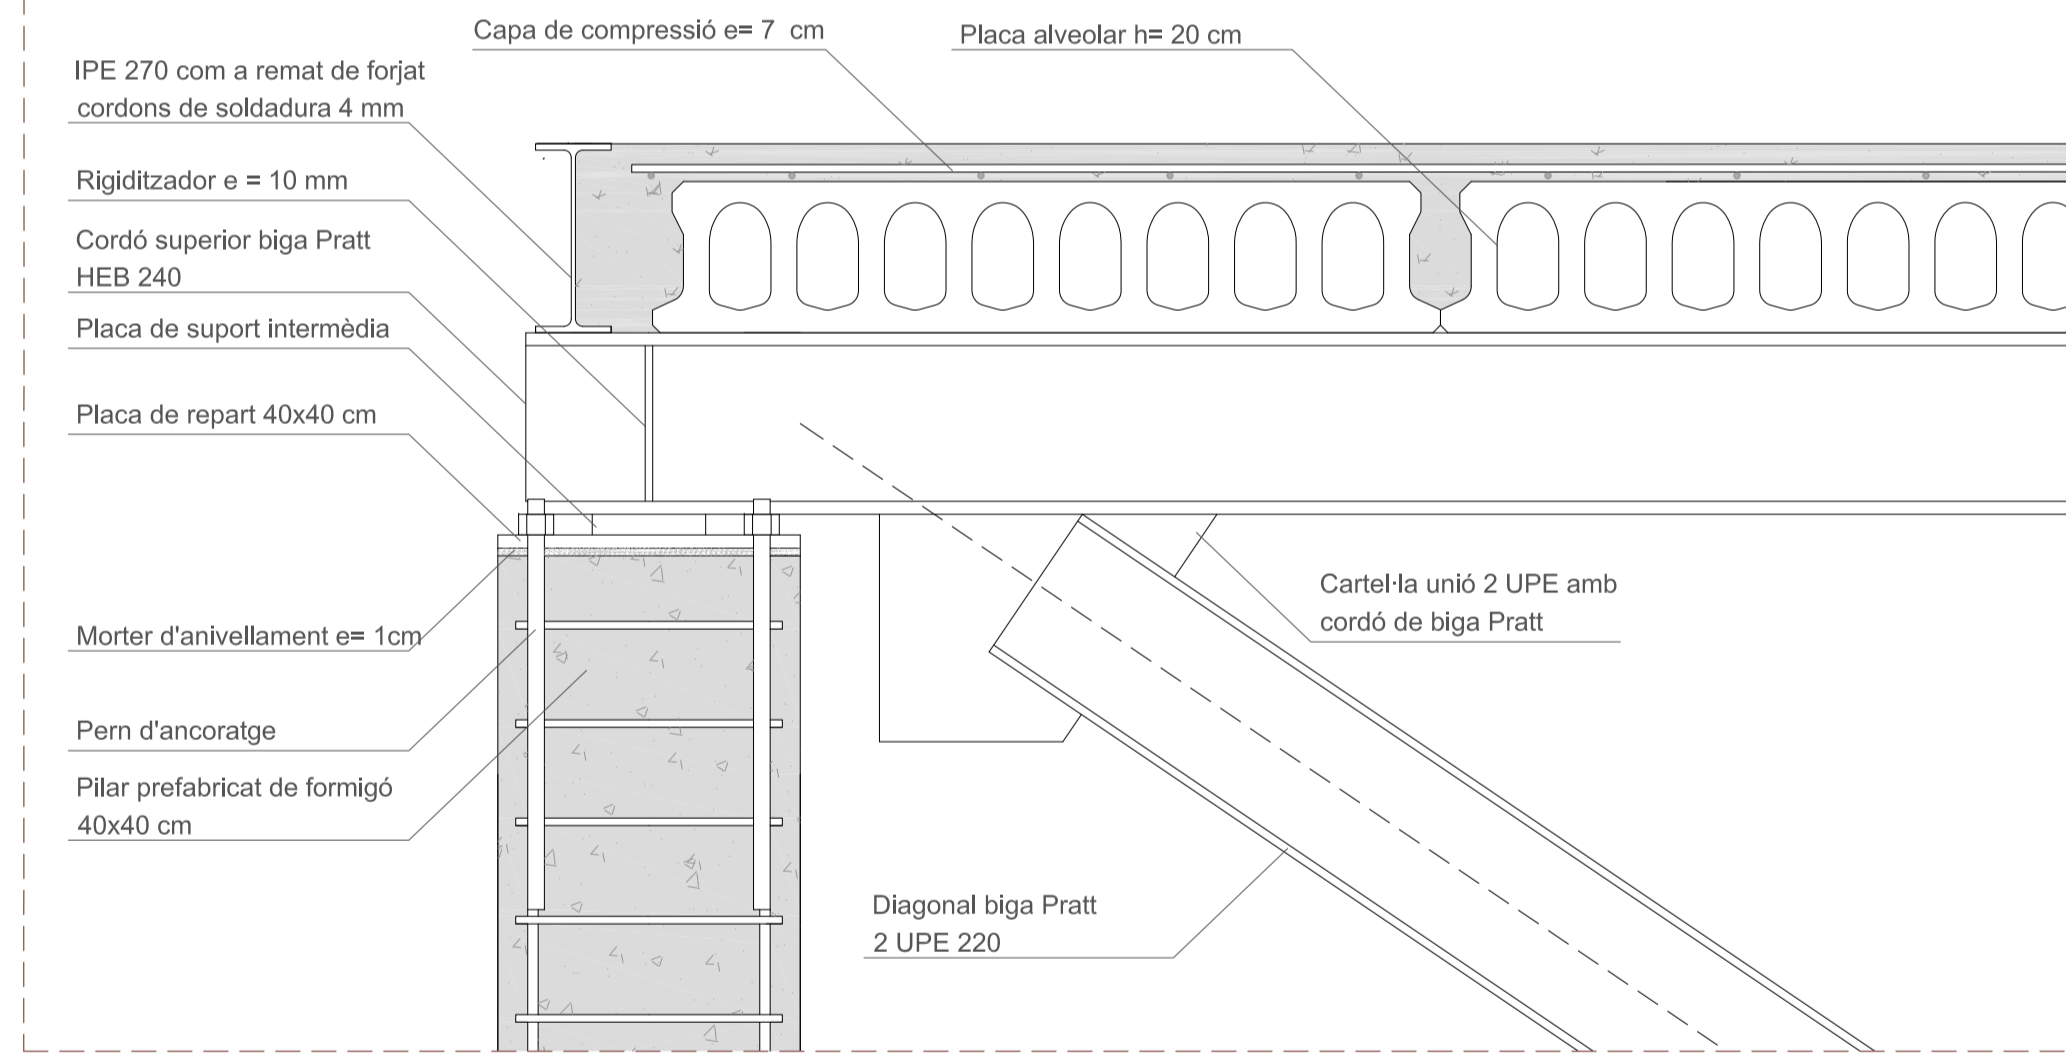 Capa de compressió e= 7 cm
Placa alveolar h= 20 cm
IPE 270 com a remat de forjat
cordons de soldadura 4 mm
Rigiditzador e = 10 mm
Cordó superior biga Pratt
HEB 240
Placa de suport intermèdia
Placa de repart 40x40 cm
Cartel·la unió 2 UPE amb
cordó de biga Pratt
Morter d'anivellament e= 1cm
Pern d'ancoratge
Pilar prefabricat de formigó
40x40 cm
Diagonal biga Pratt
2 UPE 220